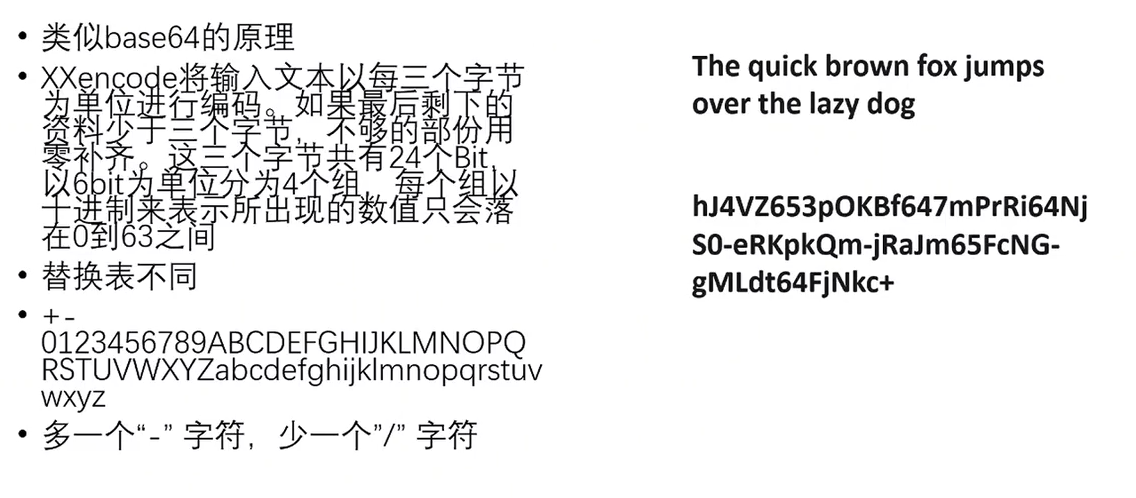 • 类似base64的原理
• XXencode将输入文本以每三个字节
为单位进行编码。如果最后剩下的
资料少于三个字节，不够的部份用
零补齐。这三个字节共有24个Bit，
以6bit为单位分为4个组，每个组以
十进制来表示所出现的数值只会落
在0到63之间
• 替换表不同
• +-
0123456789ABCDEFGHIJKLMNOPQ
RSTUVWXYZabcdefghijklmnopqrstuv
wxyz
• 多一个“-” 字符，少一个”/” 字符
The quick brown fox jumps
over the lazy dog
hJ4VZ653pOKBf647mPrRi64Nj
S0-eRKpkQm-jRaJm65FcNG-
gMLdt64FjNkc+